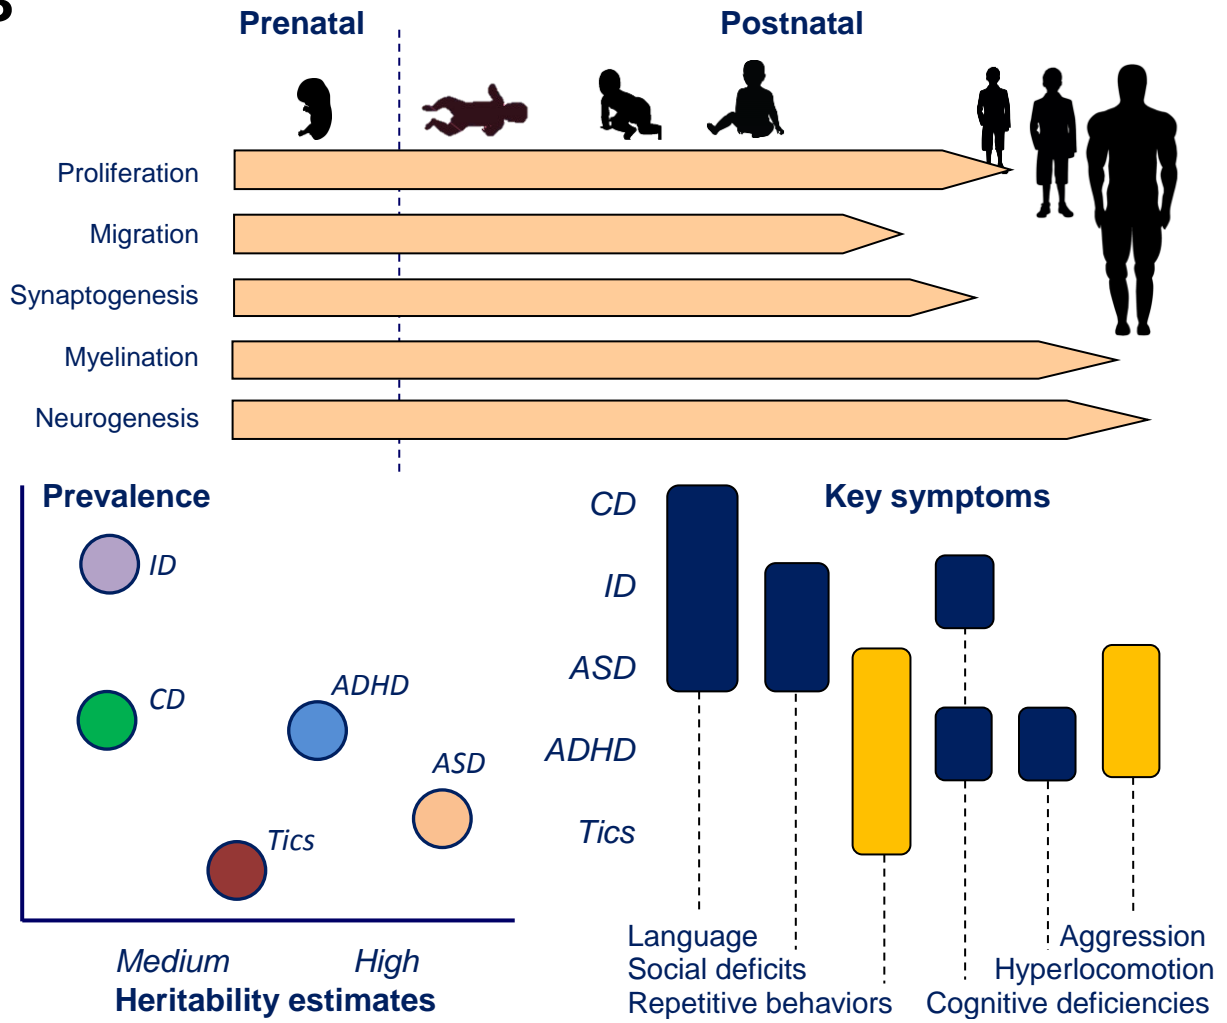 Prenatal
Postnatal
Proliferation
Migration
Synaptogenesis
Myelination
Neurogenesis
Prevalence
ID
CD
ADHD
ASD
Tics
Medium
High
Heritability estimates
Key symptoms
CD
ID
ASD
ADHD
Tics
Language
Social deficits
Repetitive behaviors
Aggression
Hyperlocomotion
Cognitive deficiencies